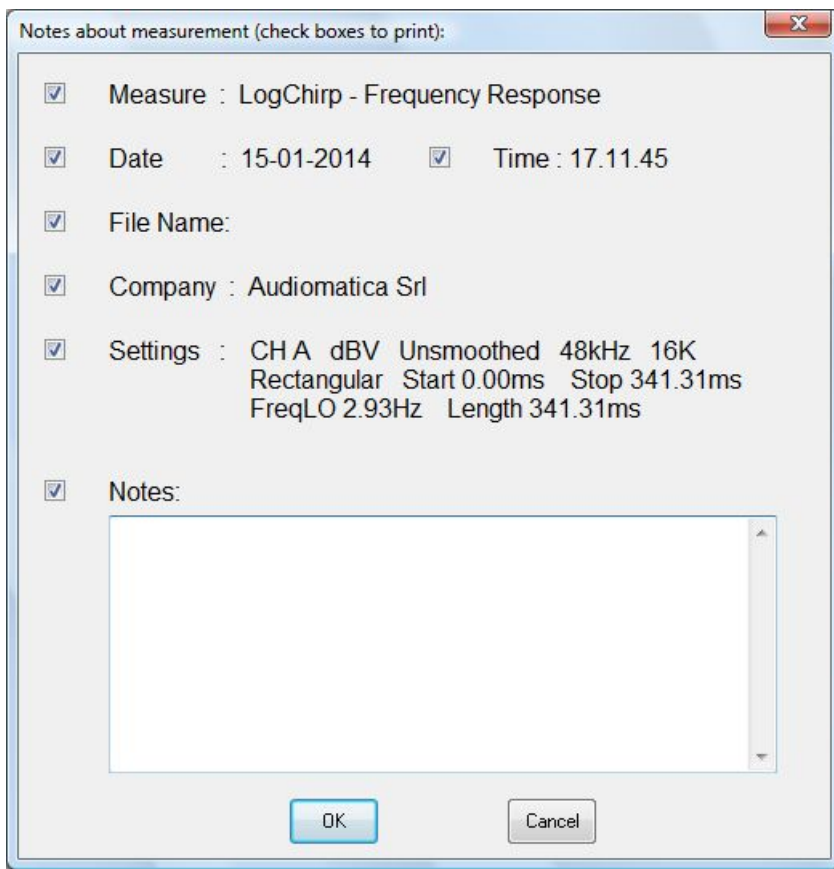 Notes about measurement (check boxes to print):
Measure : LogChirp - Frequency Response
Date : 15-01-2014 Time : 17.11.45
File Name:
Company : Audiomatica Srl
Settings : CH A dBV Unsmoothed 48kHz 16K
Rectangular Start 0.00ms Stop 341.31ms
FreqLO 2.93Hz Length 341.31ms
Notes:
OK Cancel